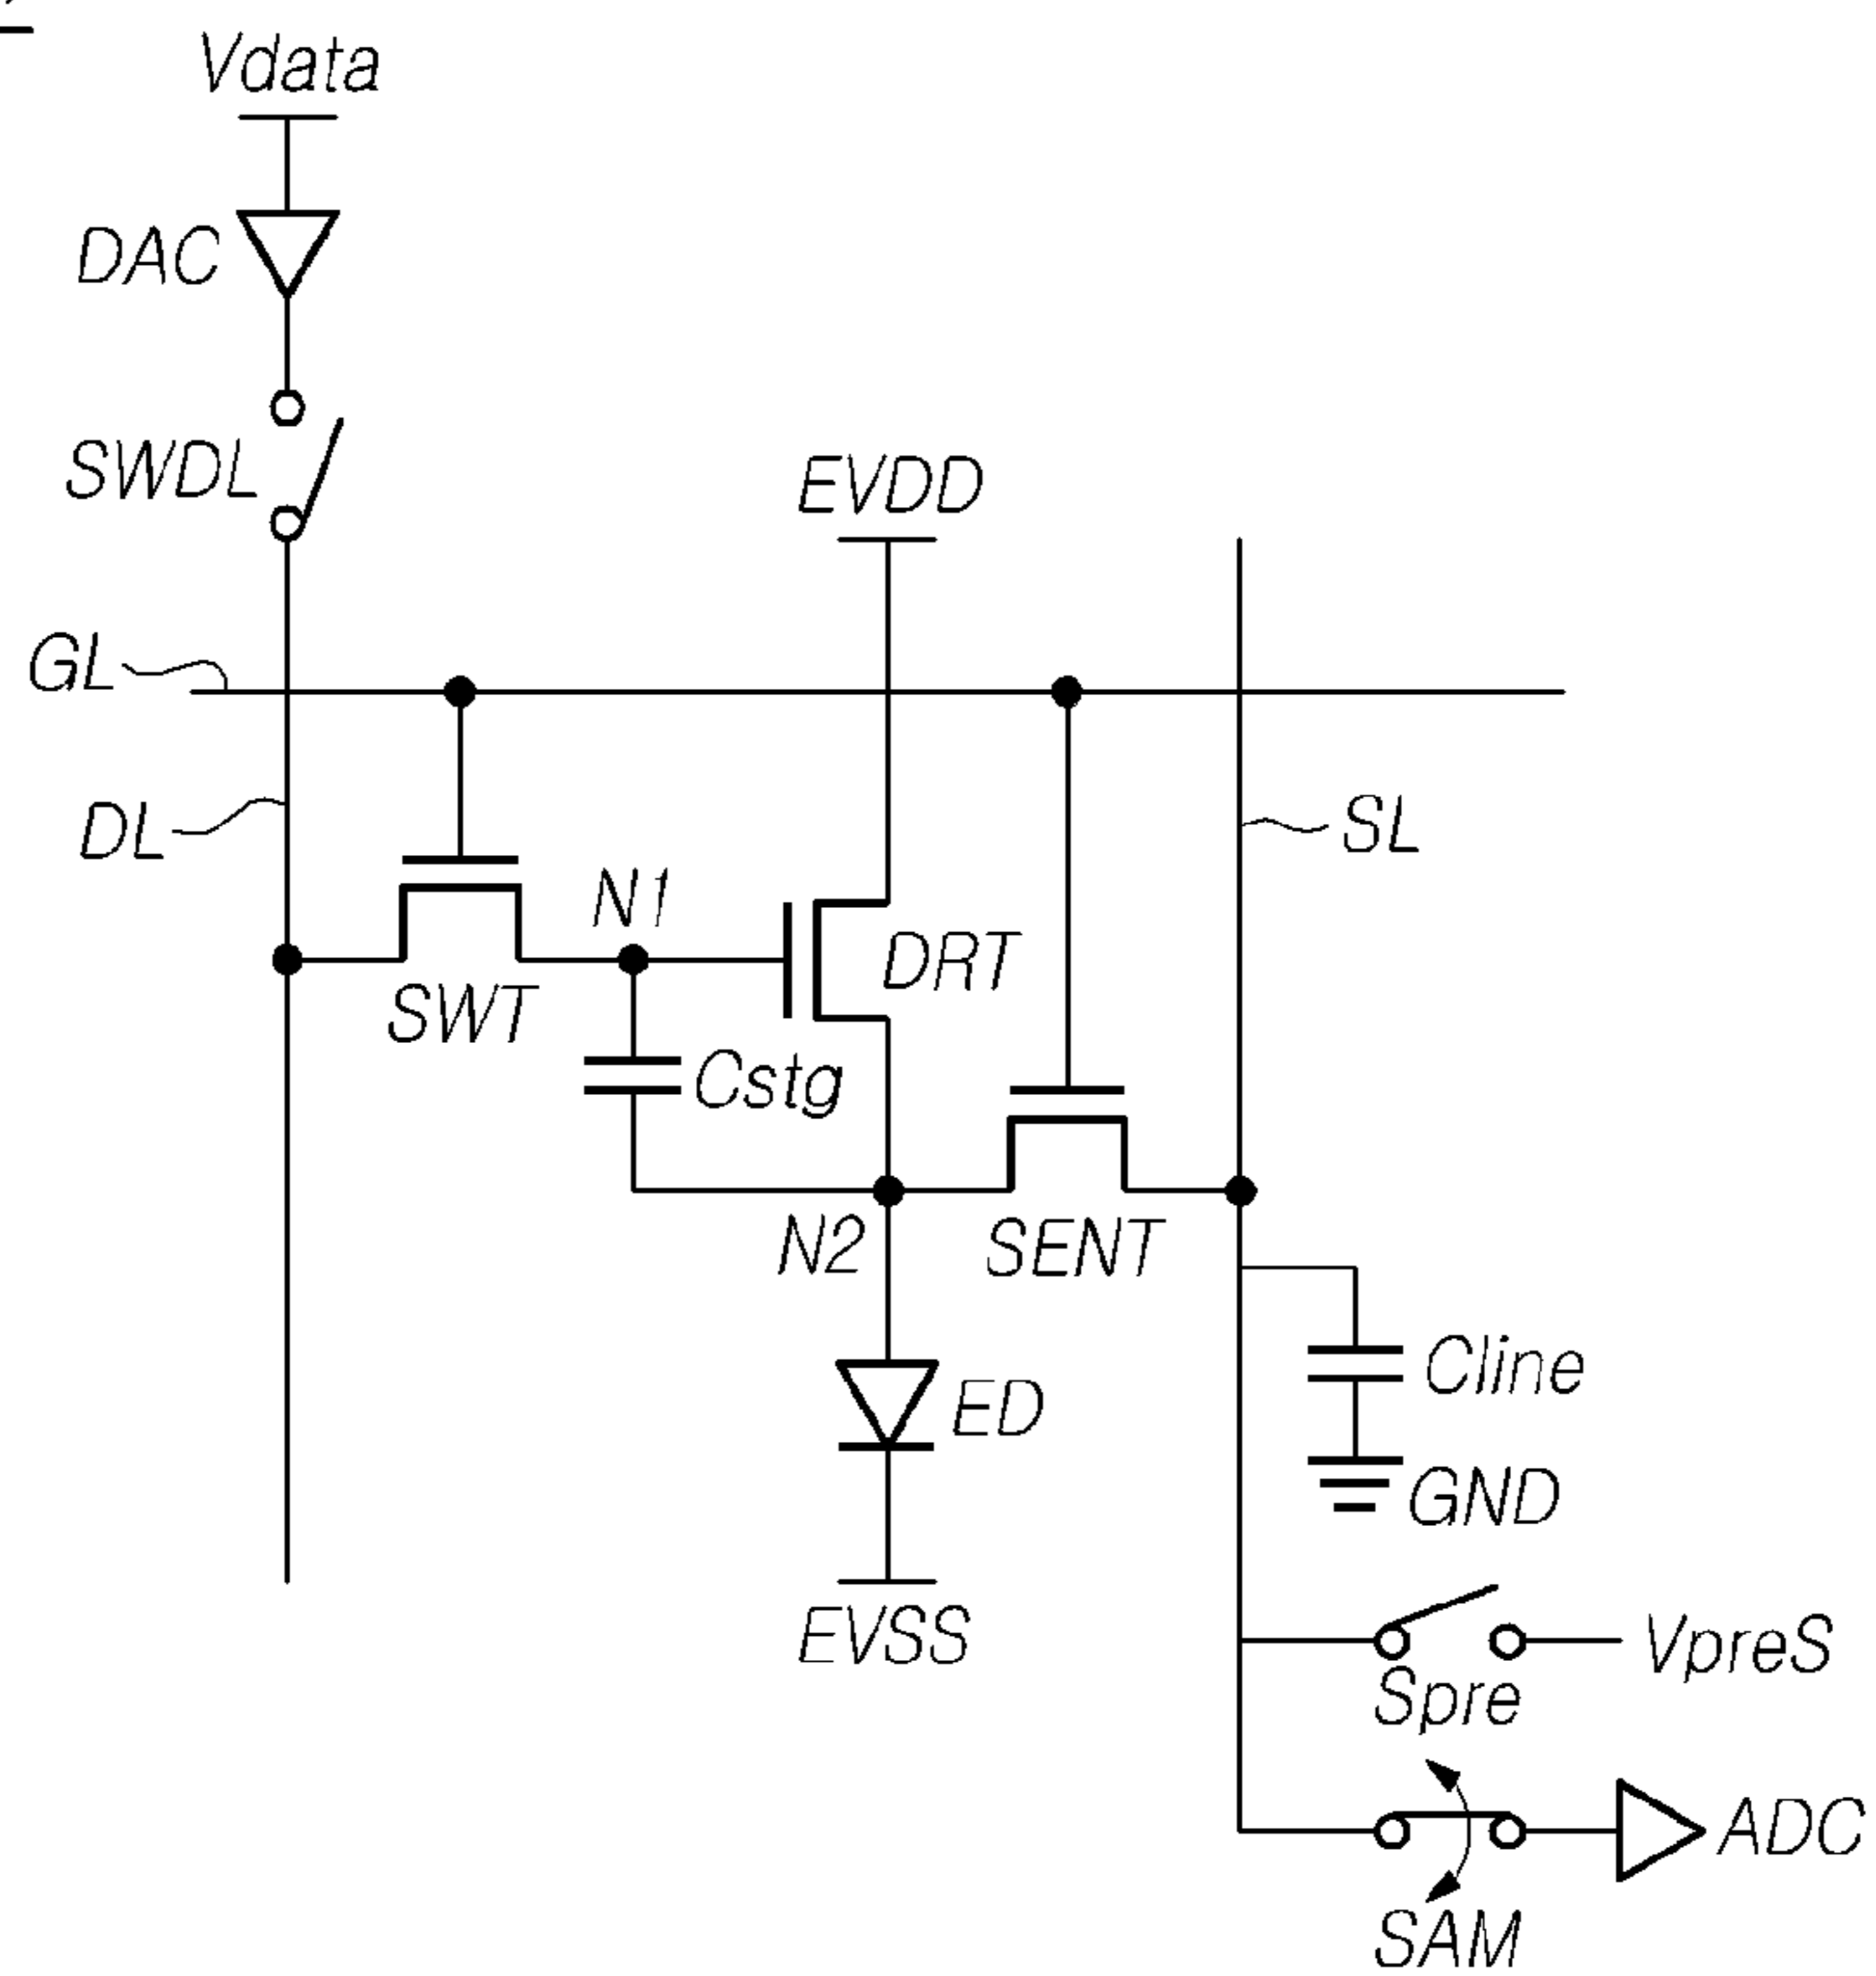 Vdata
DAC
SWDL
EVDD
GL
DL
SL
N1
DRT
SWT
Cstg
N2
SENT
Cline
ED
GND
EVSS
VpreS
Spre
ADC
SAM